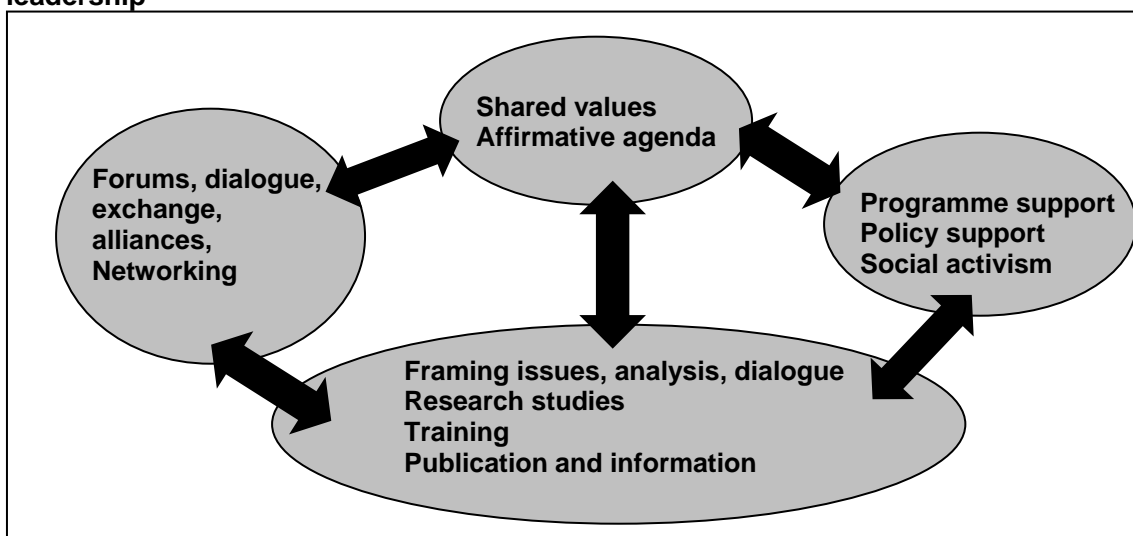 leadership
Shared values
Affirmative agenda
Forums, dialogue,
exchange,
alliances,
Networking
Programme support
Policy support
Social activism
Framing issues, analysis, dialogue
Research studies
Training
Publication and information